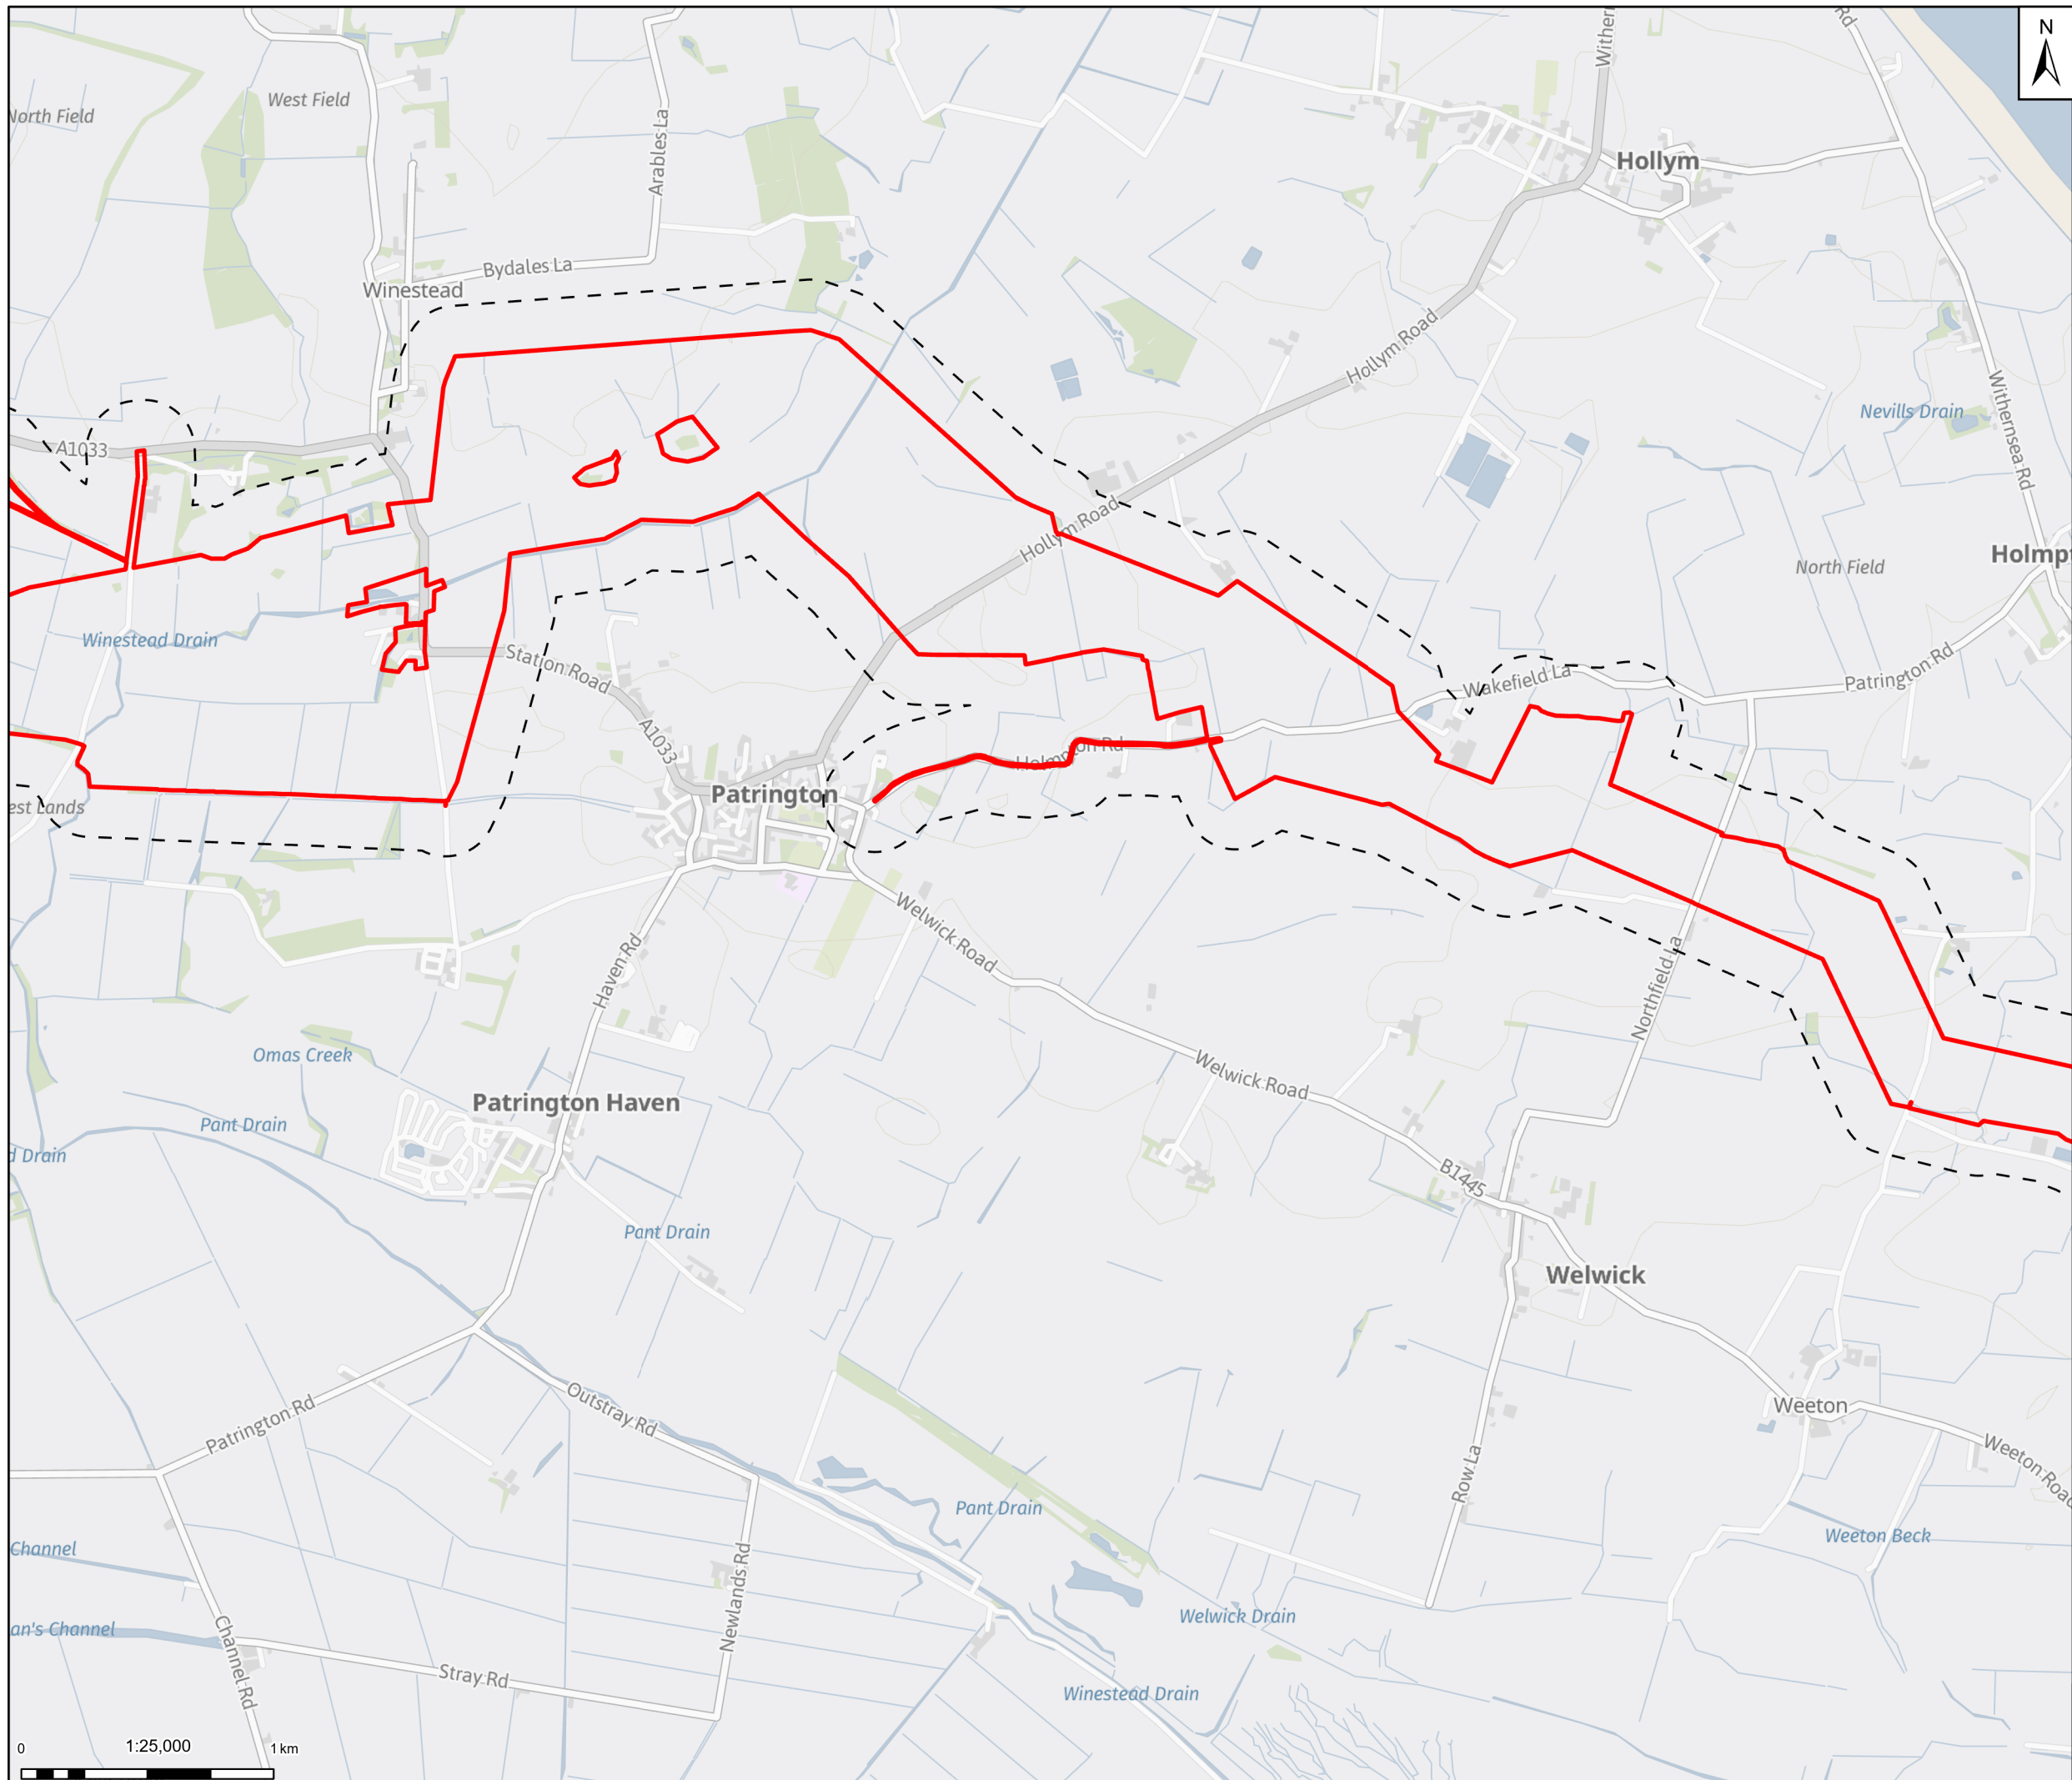 Rd
Withern
N
West Field
North Field
Arables La
Hollym
Bydales La
Winestead
Hollym Road
Withernsea Rd
Nevills Drain
A1033
Hollym Road
Holmpt
North Field
Winestead Drain
Station Road
Wakefield La
Patrington Rd
A1033
Holmpton Rd
Patrington
est Lands
Welwick Road
Haven Rd
Northfield La
Omas Creek
Welwick Road
Patrington Haven
Pant Drain
d Drain
B1445
Pant Drain
Welwick
Patrington Rd
Outstray Rd
Weeton
Weeton Road
Row La
Pant Drain
Weeton Beck
Channel
Newlands Rd
Welwick Drain
an's Channel
Channel Rd
Stray Rd
Winestead Drain
0 1:25,000 1 km